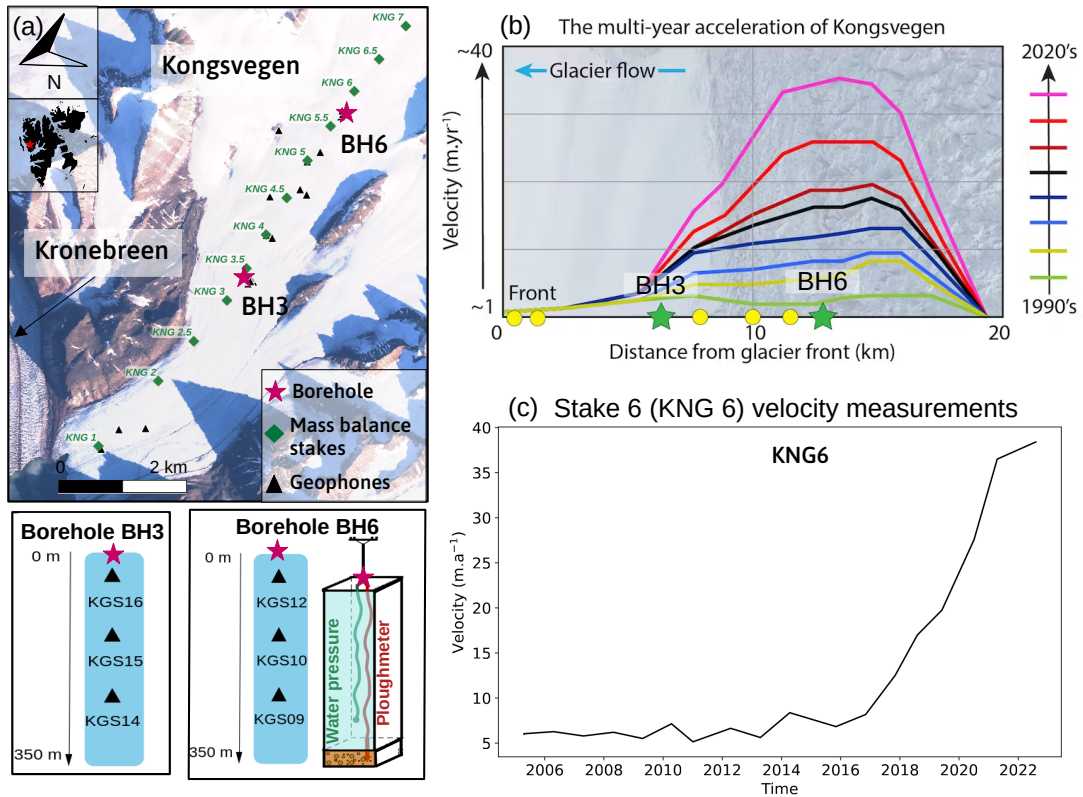 (a)
N
Kongsvegen
KNG 7
KNG 6.5
KNG 6
KNG 5.5
BH6
KNG 5
KNG 4.5
KNG 4
Kronebreen
KNG 3.5
KNG 3
BH3
KNG 2.5
KNG 2
KNG 1
0 2 km
Borehole
Mass balance
stakes
Geophones
Borehole BH3
0 m
KGS16
KGS15
KGS14
350 m
Borehole BH6
0 m
KGS12
KGS10
KGS09
350 m
Water pressure
Ploughmeter
(b) The multi-year acceleration of Kongsvegen
~40
Velocity (m.yr⁻¹)
~1
Glacier flow
Front
BH3
BH6
0 10 20
Distance from glacier front (km)
2020's
1990's
(c) Stake 6 (KNG 6) velocity measurements
KNG6
Velocity (m.a⁻¹)
40
35
30
25
20
15
10
5
2006 2008 2010 2012 2014 2016 2018 2020 2022
Time